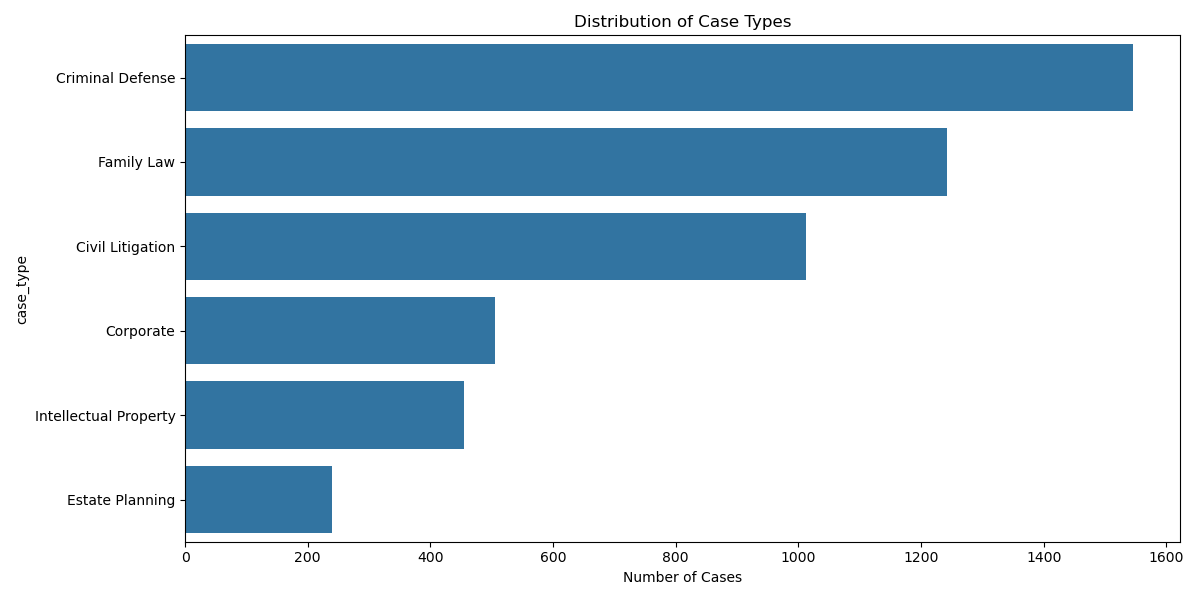 Distribution of Case Types
Criminal Defense
Family Law
Civil Litigation
Corporate
Intellectual Property
Estate Planning
case_type
0 200 400 600 800 1000 1200 1400 1600
Number of Cases